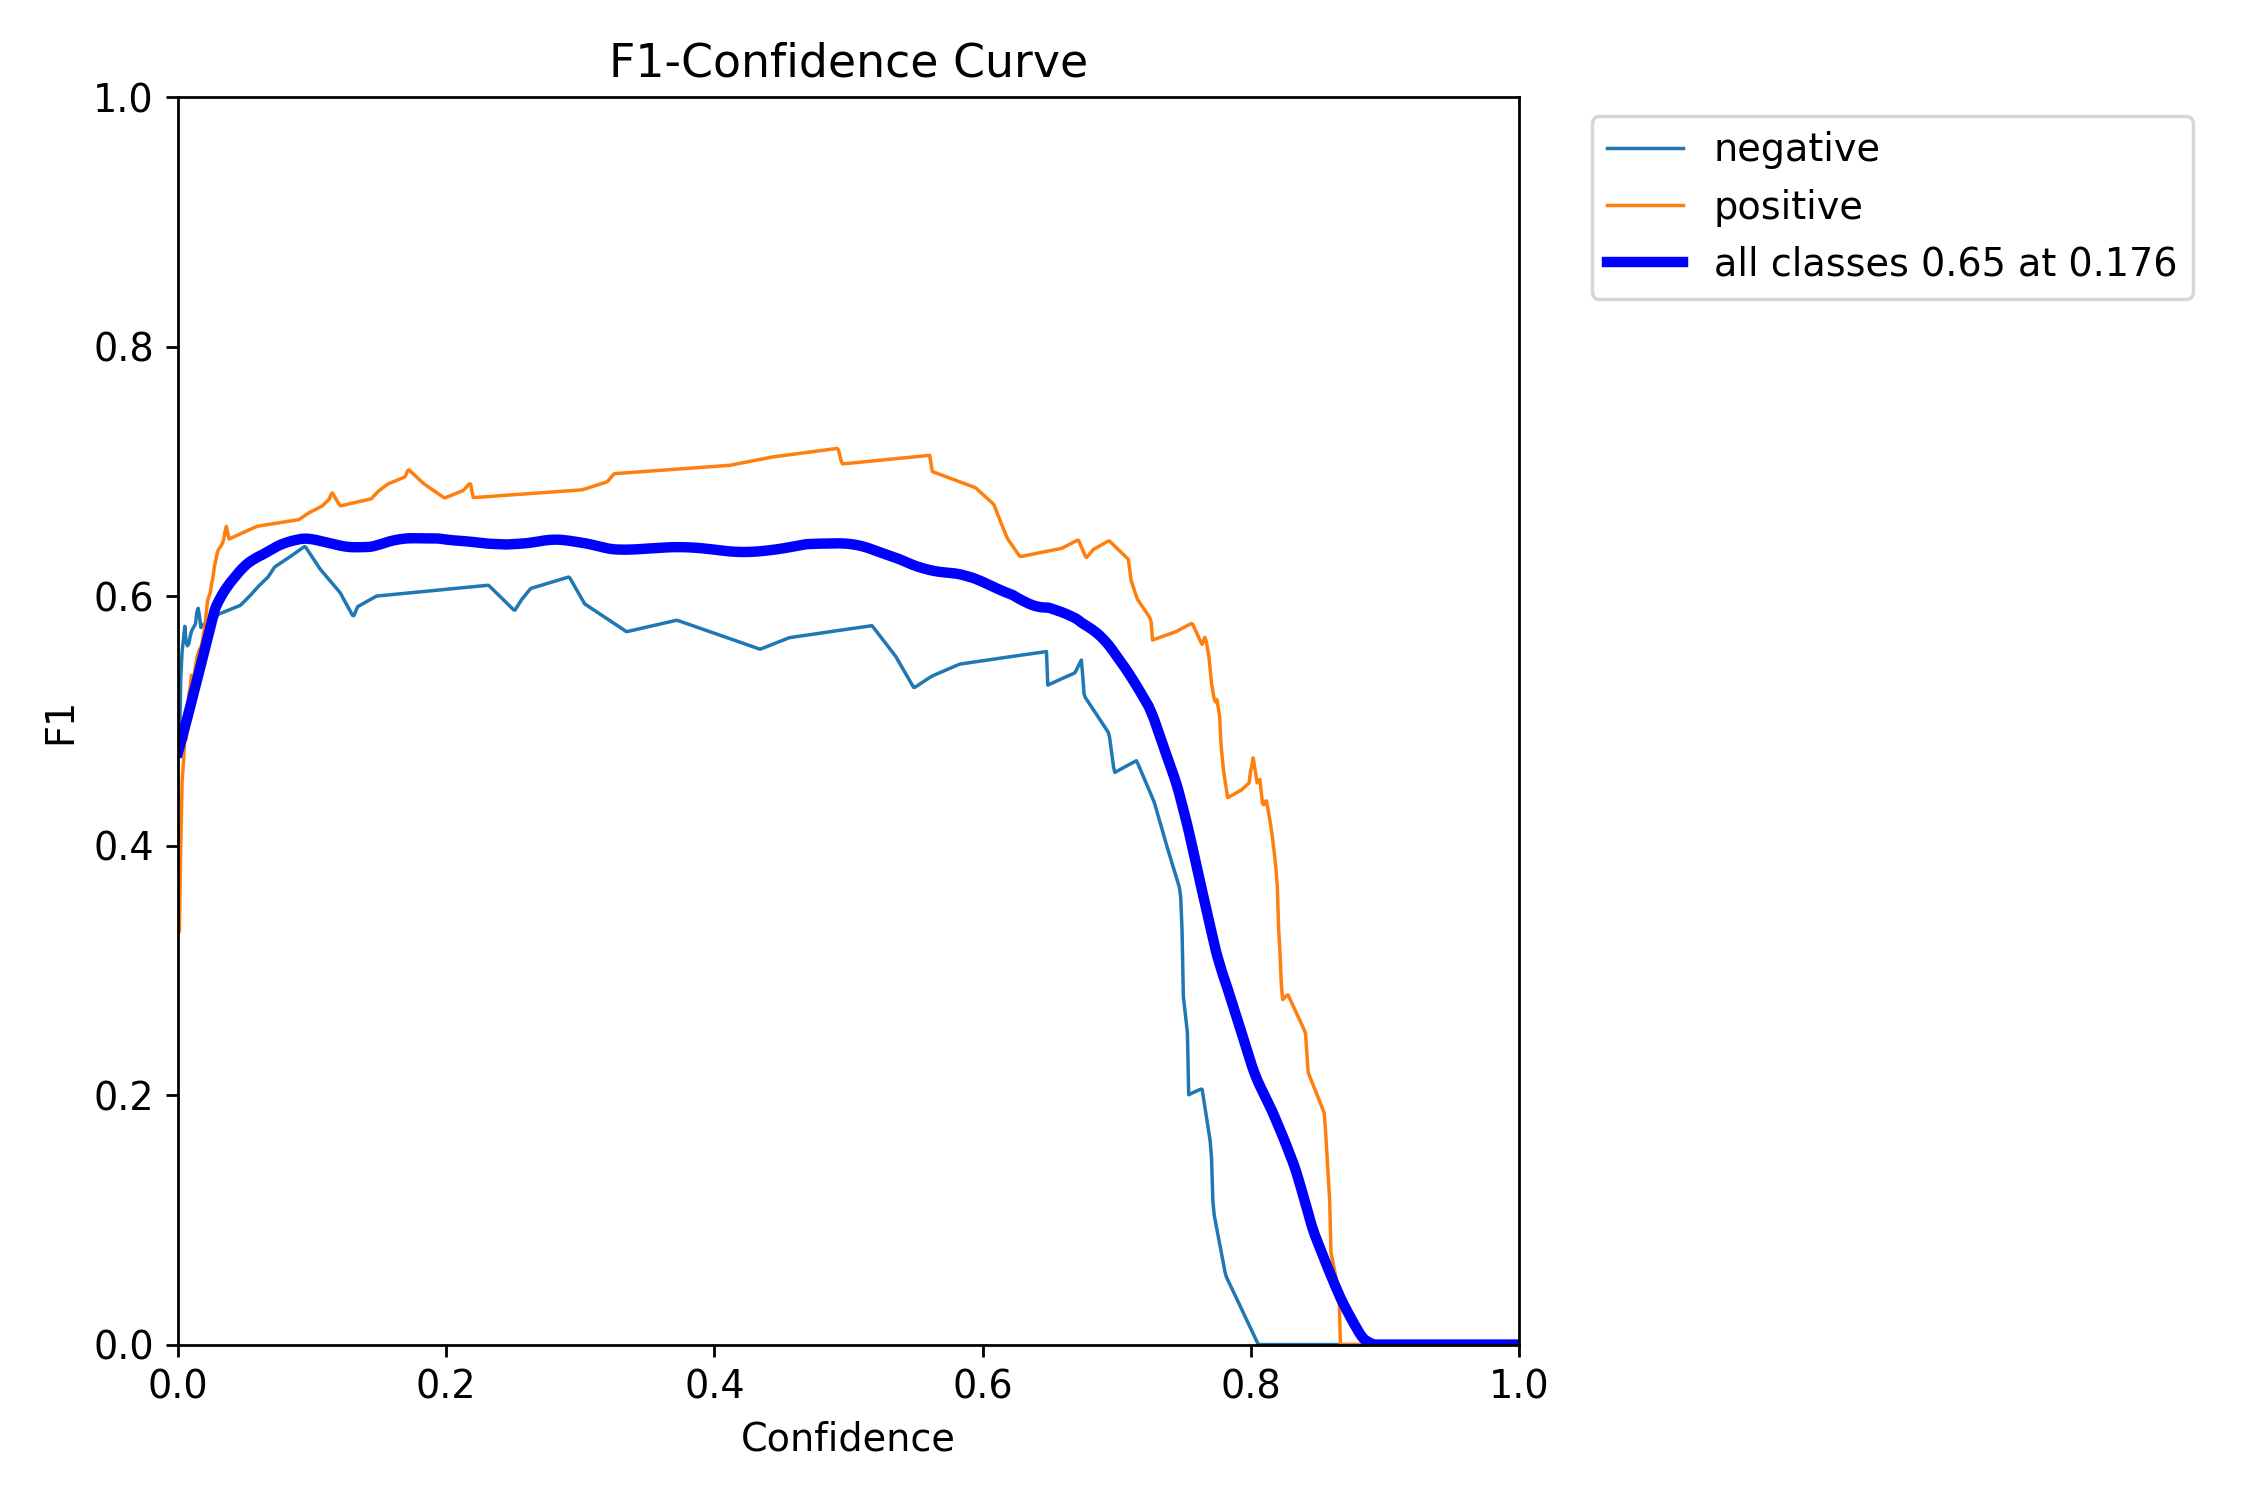 F1-Confidence Curve
1.0
0.8
0.6
0.4
0.2
0.0
F1
0.0 0.2 0.4 0.6 0.8 1.0
Confidence
negative
positive
all classes 0.65 at 0.176